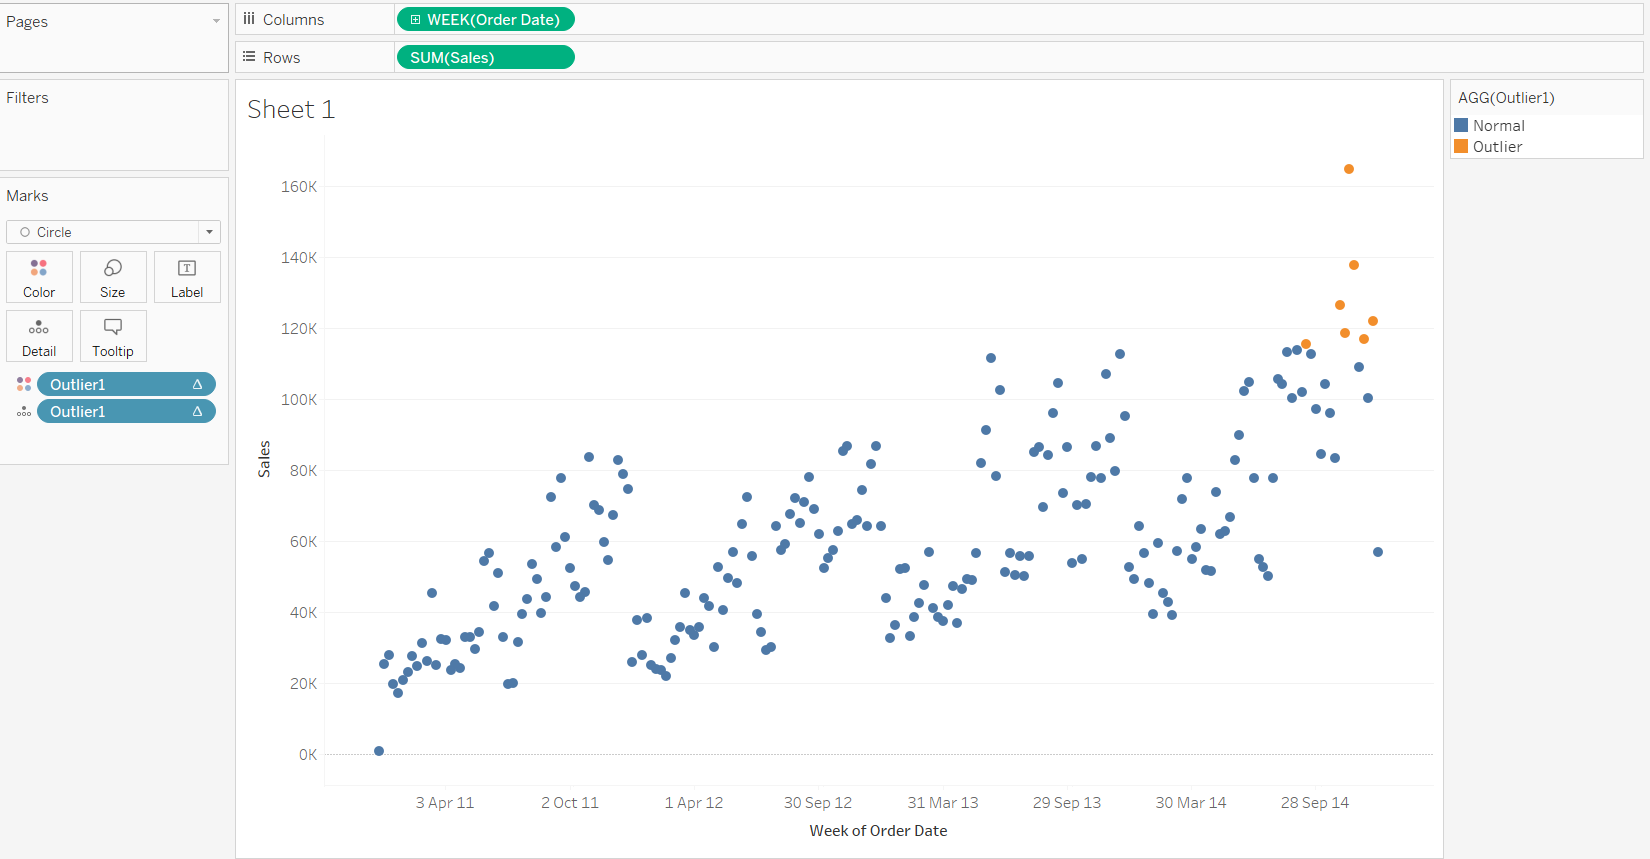 Pages
Columns
WEEK(Order Date)
Rows
SUM(Sales)
Filters
Marks
Circle
Color
Size
Label
Detail
Tooltip
Outlier1
Outlier1
Sheet 1
160K
140K
120K
100K
80K
60K
40K
20K
0K
Sales
3 Apr 11
2 Oct 11
1 Apr 12
30 Sep 12
31 Mar 13
29 Sep 13
30 Mar 14
28 Sep 14
Week of Order Date
AGG(Outlier1)
Normal
Outlier